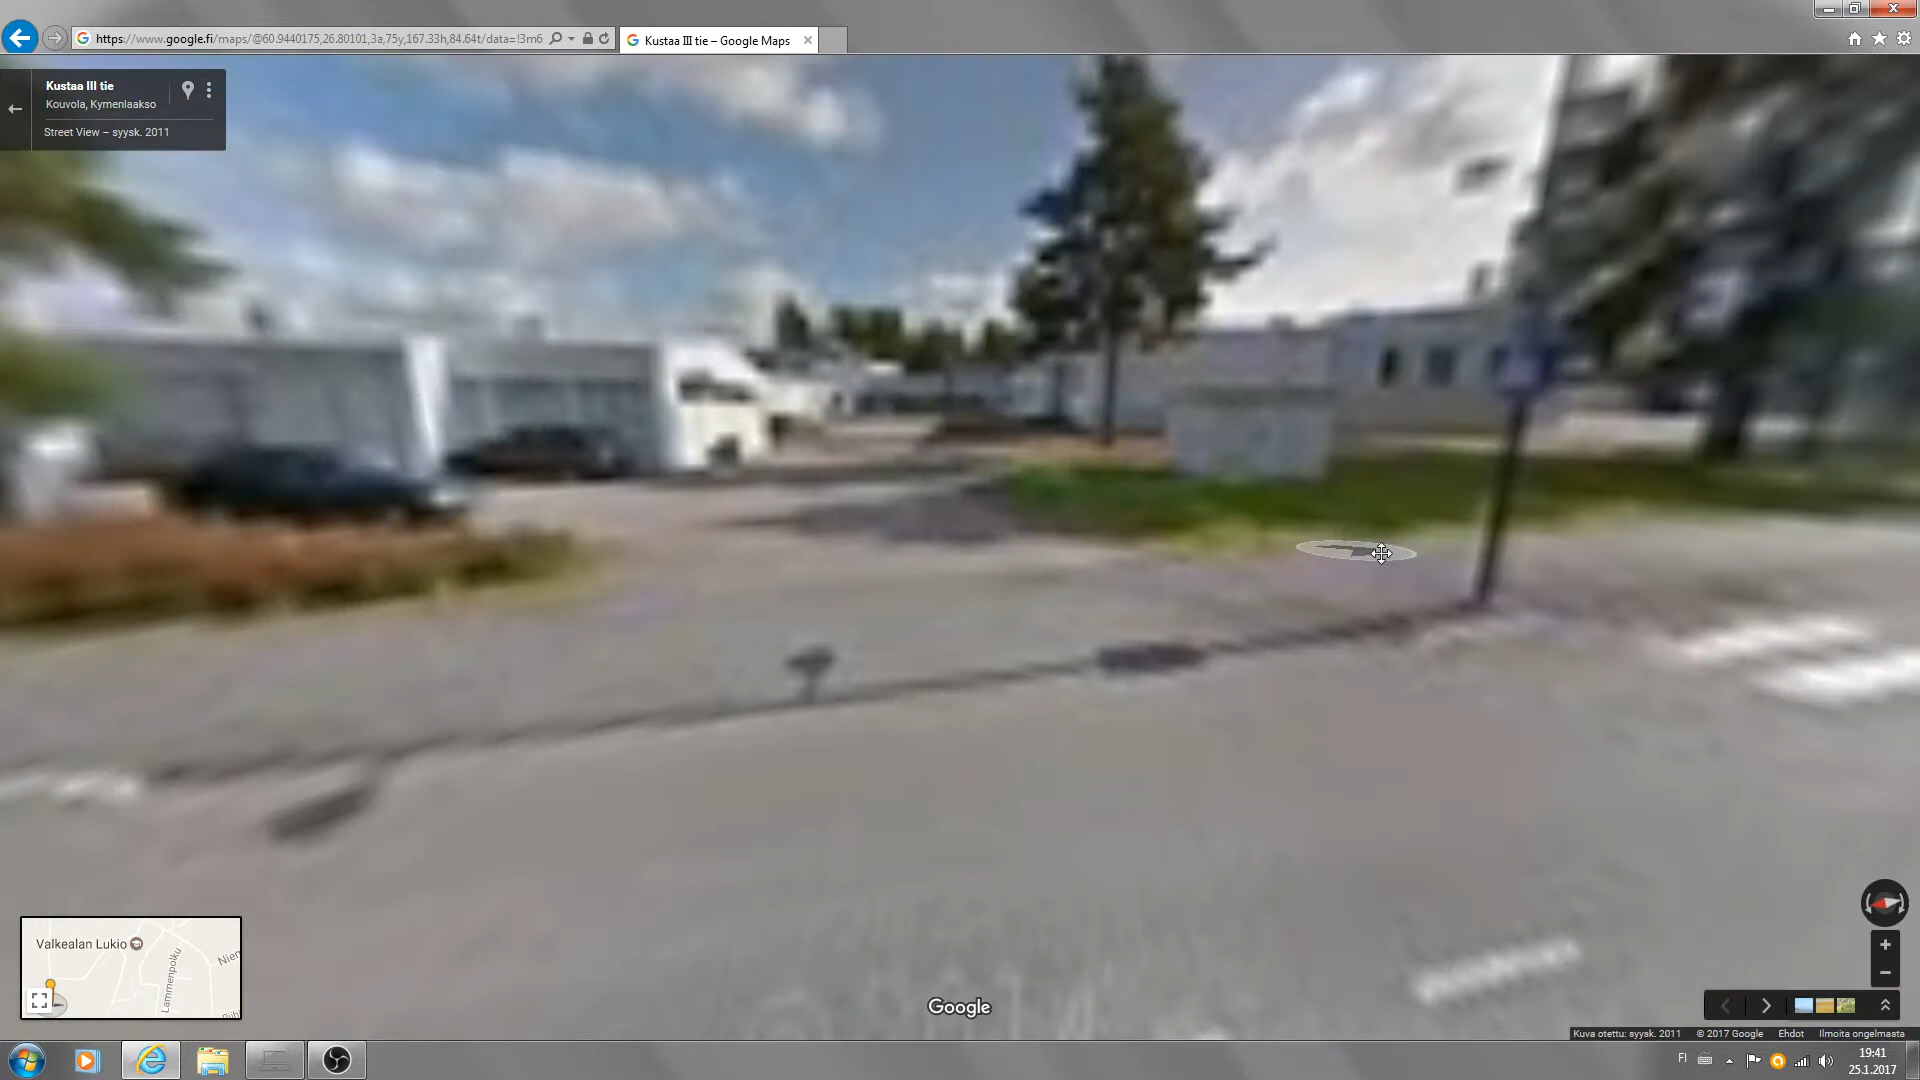 https://www.google.fi/maps/@60.9440175,26.80101,3a,75y,167.33h,84.64t/data=!3m6
Kustaa III tie – Google Maps
Kustaa III tie
Kouvola, Kymenlaakso
Street View – syysk. 2011
Valkealan Lukio
Lammenpolku
Nien
Google
Kuva otettu: syysk. 2011 © 2017 Google Ehdot Ilmoita ongelmasta
FI
19:41
25.1.2017